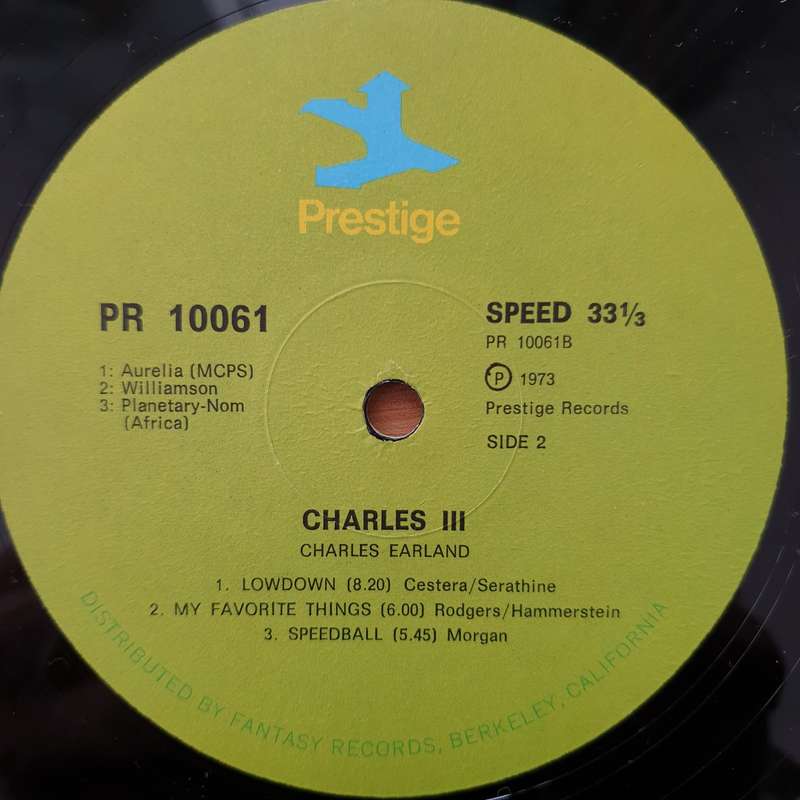 Prestige
PR 10061
1: Aurelia (MCPS)
2: Williamson
3: Planetary-Nom
(Africa)
SPEED 33⅓
PR 10061B
Ⓟ 1973
Prestige Records
SIDE 2
CHARLES III
CHARLES EARLAND
1. LOWDOWN (8.20) Cestera/Serathine
2. MY FAVORITE THINGS (6.00) Rodgers/Hammerstein
3. SPEEDBALL (5.45) Morgan
DISTRIBUTED BY FANTASY RECORDS, BERKELEY, CALIFORNIA